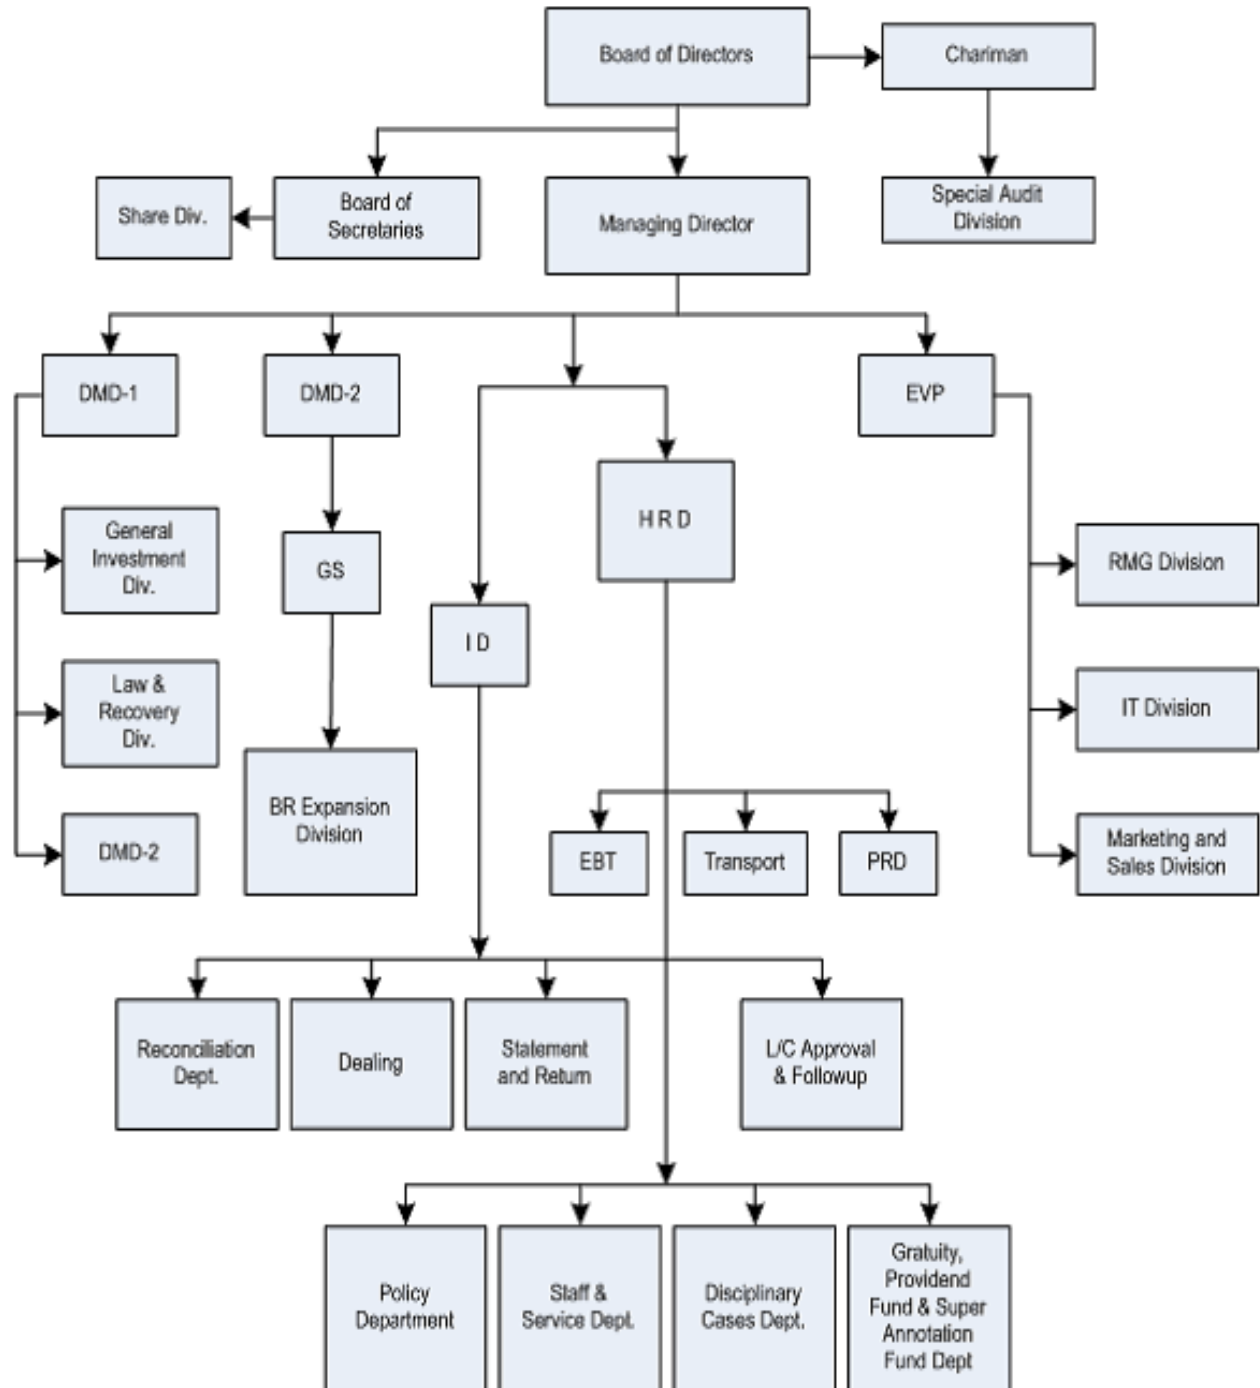 Board of Directors
Chariman
Share Div.
Board of
Secretaries
Managing Director
Special Audit
Division
DMD-1
DMD-2
EVP
General
Investment
Div.
GS
H R D
RMG Division
I D
Law &
Recovery
Div.
IT Division
BR Expansion
Division
DMD-2
EBT
Transport
PRD
Marketing and
Sales Division
Reconciliation
Dept.
Dealing
Statement
and Return
L/C Approval
& Followup
Policy
Department
Staff &
Service Dept.
Disciplinary
Cases Dept.
Gratuity,
Providend
Fund & Super
Annotation
Fund Dept